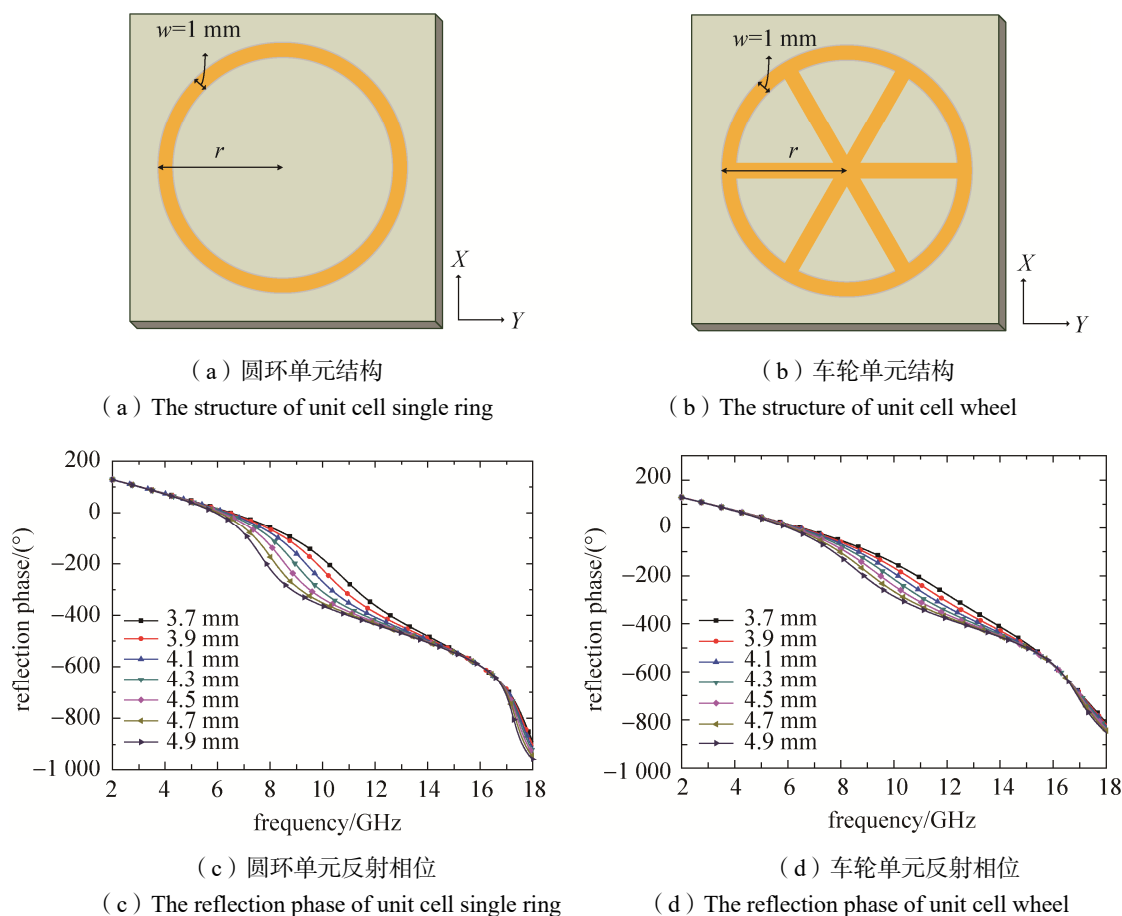 w=1 mm
r
X
Y
w=1 mm
r
X
Y
（a）圆环单元结构
（a）The structure of unit cell single ring
（b）车轮单元结构
（b）The structure of unit cell wheel
200
0
−200
−400
−600
−800
−1 000
reflection phase/(°)
3.7 mm
3.9 mm
4.1 mm
4.3 mm
4.5 mm
4.7 mm
4.9 mm
2 4 6 8 10 12 14 16 18
frequency/GHz
（c）圆环单元反射相位
（c）The reflection phase of unit cell single ring
200
0
−200
−400
−600
−800
−1 000
reflection phase/(°)
3.7 mm
3.9 mm
4.1 mm
4.3 mm
4.5 mm
4.7 mm
4.9 mm
2 4 6 8 10 12 14 16 18
frequency/GHz
（d）车轮单元反射相位
（d）The reflection phase of unit cell wheel